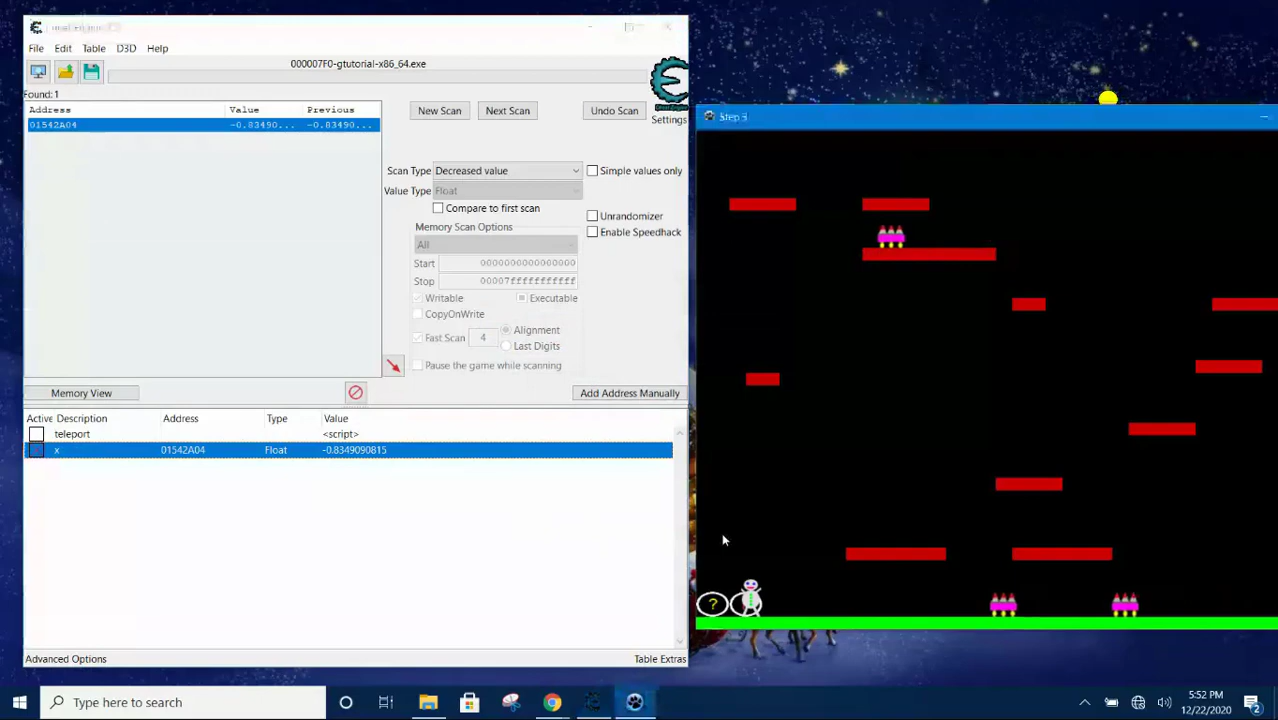 File Edit Table D3D Help
000007F0-gtutorial-x86_64.exe
Found: 1
Address Value Previous
01542A04 -0.83490... -0.83490...
New Scan Next Scan Undo Scan
Settings
Scan Type Decreased value Simple values only
Value Type Float
Compare to first scan
Unrandomizer
Enable Speedhack
Memory Scan Options
All
Start 0000000000000000
Stop 00007fffffffffff
Writable Executable
CopyOnWrite
Fast Scan 4 Alignment
Last Digits
Pause the game while scanning
Memory View Add Address Manually
Active Description Address Type Value
teleport <script>
x 01542A04 Float -0.8349090815
Advanced Options Table Extras
Step 3
?
Type here to search
5:52 PM
12/22/2020
2